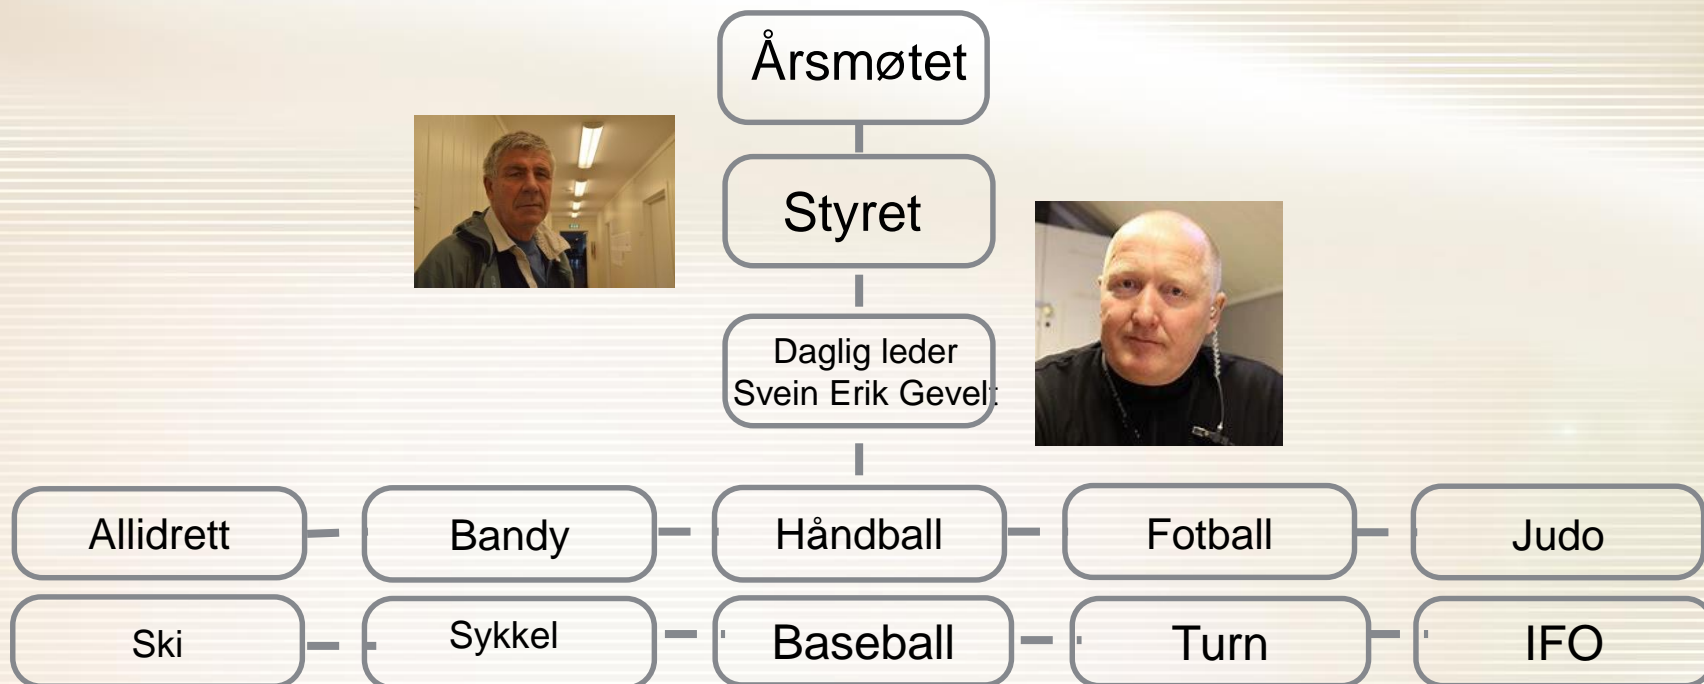 Årsmøtet
Styret
Daglig leder
Svein Erik Gevelt
Allidrett
Bandy
Håndball
Fotball
Judo
Ski
Sykkel
Baseball
Turn
IFO